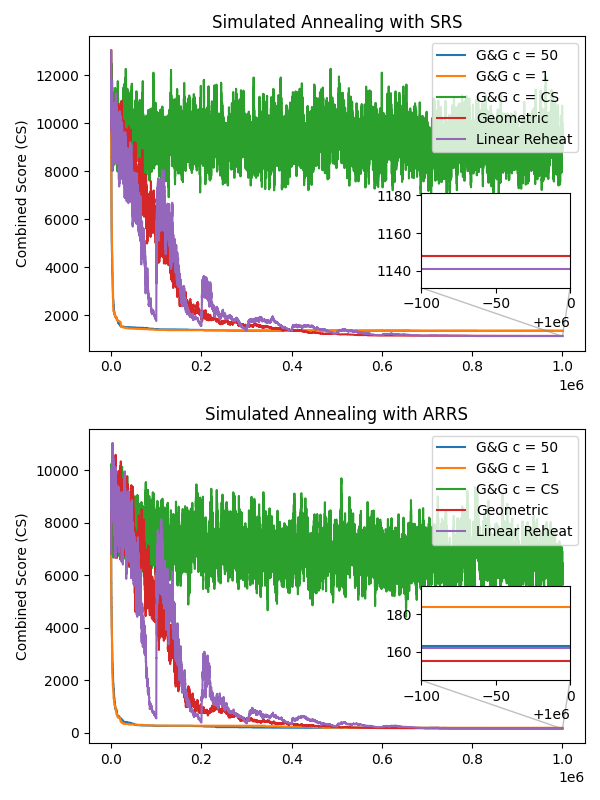 Simulated Annealing with SRS
Combined Score (CS)
12000
10000
8000
6000
4000
2000
G&G c = 50
G&G c = 1
G&G c = CS
Geometric
Linear Reheat
1180
1160
1140
−100
−50
0
+1e6
0.0
0.2
0.4
0.6
0.8
1.0
1e6
Simulated Annealing with ARRS
Combined Score (CS)
10000
8000
6000
4000
2000
0
G&G c = 50
G&G c = 1
G&G c = CS
Geometric
Linear Reheat
180
160
−100
−50
0
+1e6
0.0
0.2
0.4
0.6
0.8
1.0
1e6